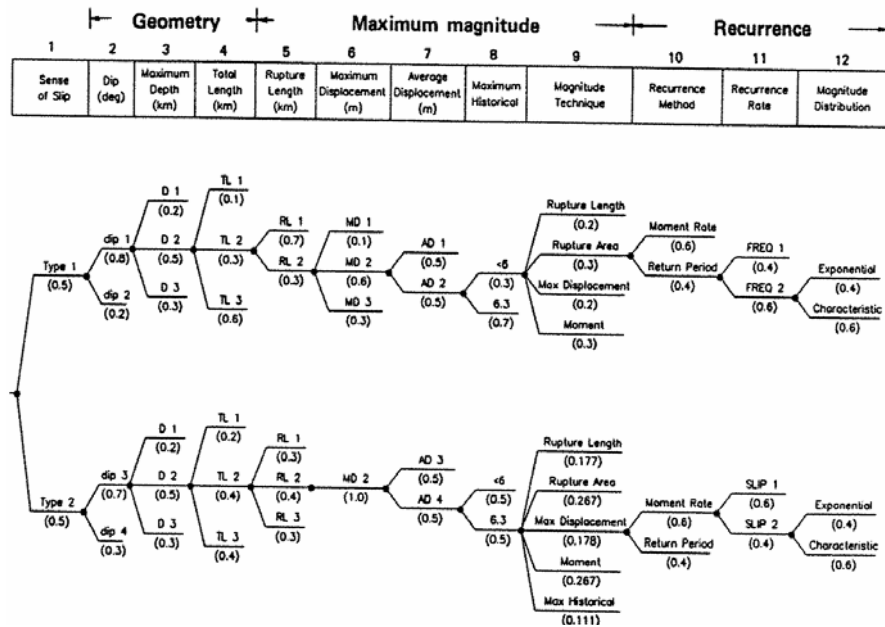 Geometry Maximum magnitude Recurrence
1 2 3 4 5 6 7 8 9 10 11 12
Sense of Slip
Dip (deg)
Maximum Depth (km)
Total Length (km)
Rupture Length (km)
Maximum Displacement (m)
Average Displacement (m)
Maximum Historical
Magnitude Technique
Recurrence Method
Recurrence Rate
Magnitude Distribution
Type 1
(0.5)
dip 1
(0.8)
dip 2
(0.2)
D 1
(0.2)
D 2
(0.5)
D 3
(0.3)
TL 1
(0.1)
TL 2
(0.3)
TL 3
(0.6)
RL 1
(0.7)
RL 2
(0.3)
MD 1
(0.1)
MD 2
(0.6)
MD 3
(0.3)
AD 1
(0.5)
AD 2
(0.5)
<6
(0.3)
6.3
(0.7)
Rupture Length
(0.2)
Rupture Area
(0.3)
Max Displacement
(0.2)
Moment
(0.3)
Moment Rate
(0.6)
Return Period
(0.4)
FREQ 1
(0.4)
FREQ 2
(0.6)
Exponential
(0.4)
Characteristic
(0.6)
Type 2
(0.5)
dip 3
(0.7)
dip 4
(0.3)
D 1
(0.2)
D 2
(0.5)
D 3
(0.3)
TL 1
(0.2)
TL 2
(0.4)
TL 3
(0.4)
RL 1
(0.3)
RL 2
(0.4)
RL 3
(0.3)
MD 2
(1.0)
AD 3
(0.5)
AD 4
(0.5)
<6
(0.5)
6.3
(0.5)
Rupture Length
(0.177)
Rupture Area
(0.267)
Max Displacement
(0.178)
Moment
(0.267)
Max Historical
(0.111)
Moment Rate
(0.6)
Return Period
(0.4)
SLIP 1
(0.6)
SLIP 2
(0.4)
Exponential
(0.4)
Characteristic
(0.6)